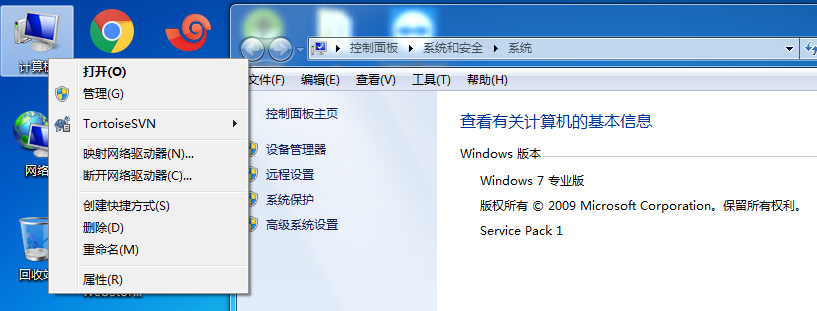 控制面板 ▸ 系统和安全 ▸ 系统
文件(F) 编辑(E) 查看(V) 工具(T) 帮助(H)
计算机
打开(O)
管理(G)
TortoiseSVN
映射网络驱动器(N)...
断开网络驱动器(C)...
创建快捷方式(S)
删除(D)
重命名(M)
属性(R)
网络
回收站
控制面板主页
设备管理器
远程设置
系统保护
高级系统设置
查看有关计算机的基本信息
Windows 版本
Windows 7 专业版
版权所有 © 2009 Microsoft Corporation。保留所有权利。
Service Pack 1